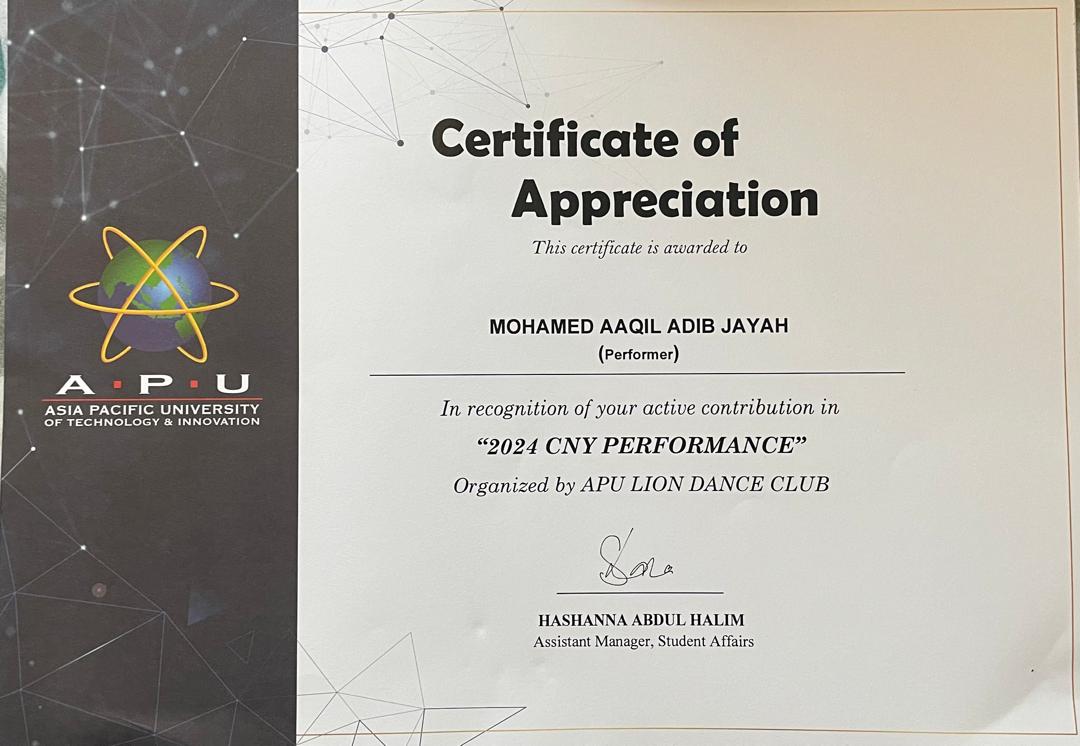 Certificate of
Appreciation
This certificate is awarded to
MOHAMED AAQIL ADIB JAYAH
(Performer)
In recognition of your active contribution in
“2024 CNY PERFORMANCE”
Organized by APU LION DANCE CLUB
HASHANNA ABDUL HALIM
Assistant Manager, Student Affairs
A·P·U
ASIA PACIFIC UNIVERSITY
OF TECHNOLOGY & INNOVATION